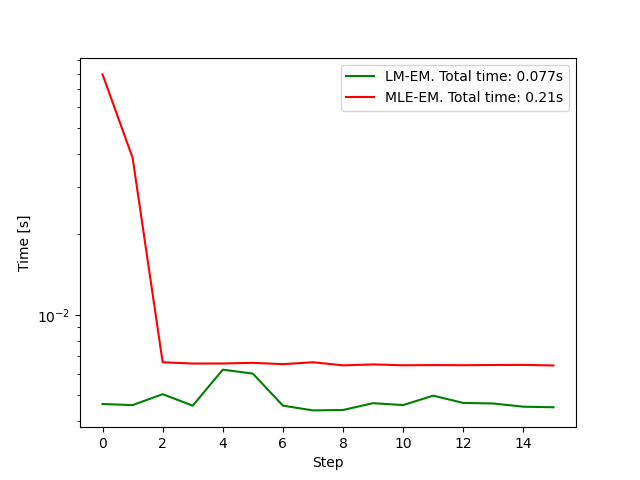 LM-EM. Total time: 0.077s
MLE-EM. Total time: 0.21s
Time [s]
10⁻²
0 2 4 6 8 10 12 14
Step